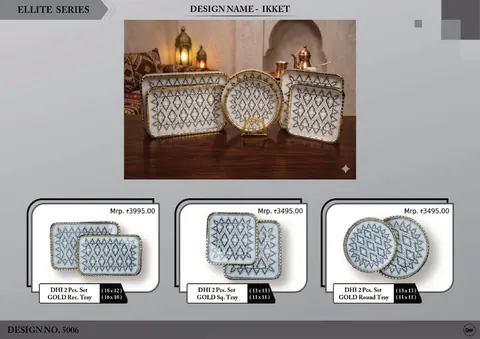 ELLITE SERIES
DESIGN NAME - IKKET
Mrp. ₹3995.00
DHI 2 Pcs. Set (18 x 12)
GOLD Rec. Tray (16 x 10)
Mrp. ₹3495.00
DHI 2 Pcs. Set (13 x 13)
GOLD Sq. Tray (11 x 11)
Mrp. ₹3495.00
DHI 2 Pcs. Set (13 x 13)
GOLD Round Tray (11 x 11)
DESIGN NO. 5006